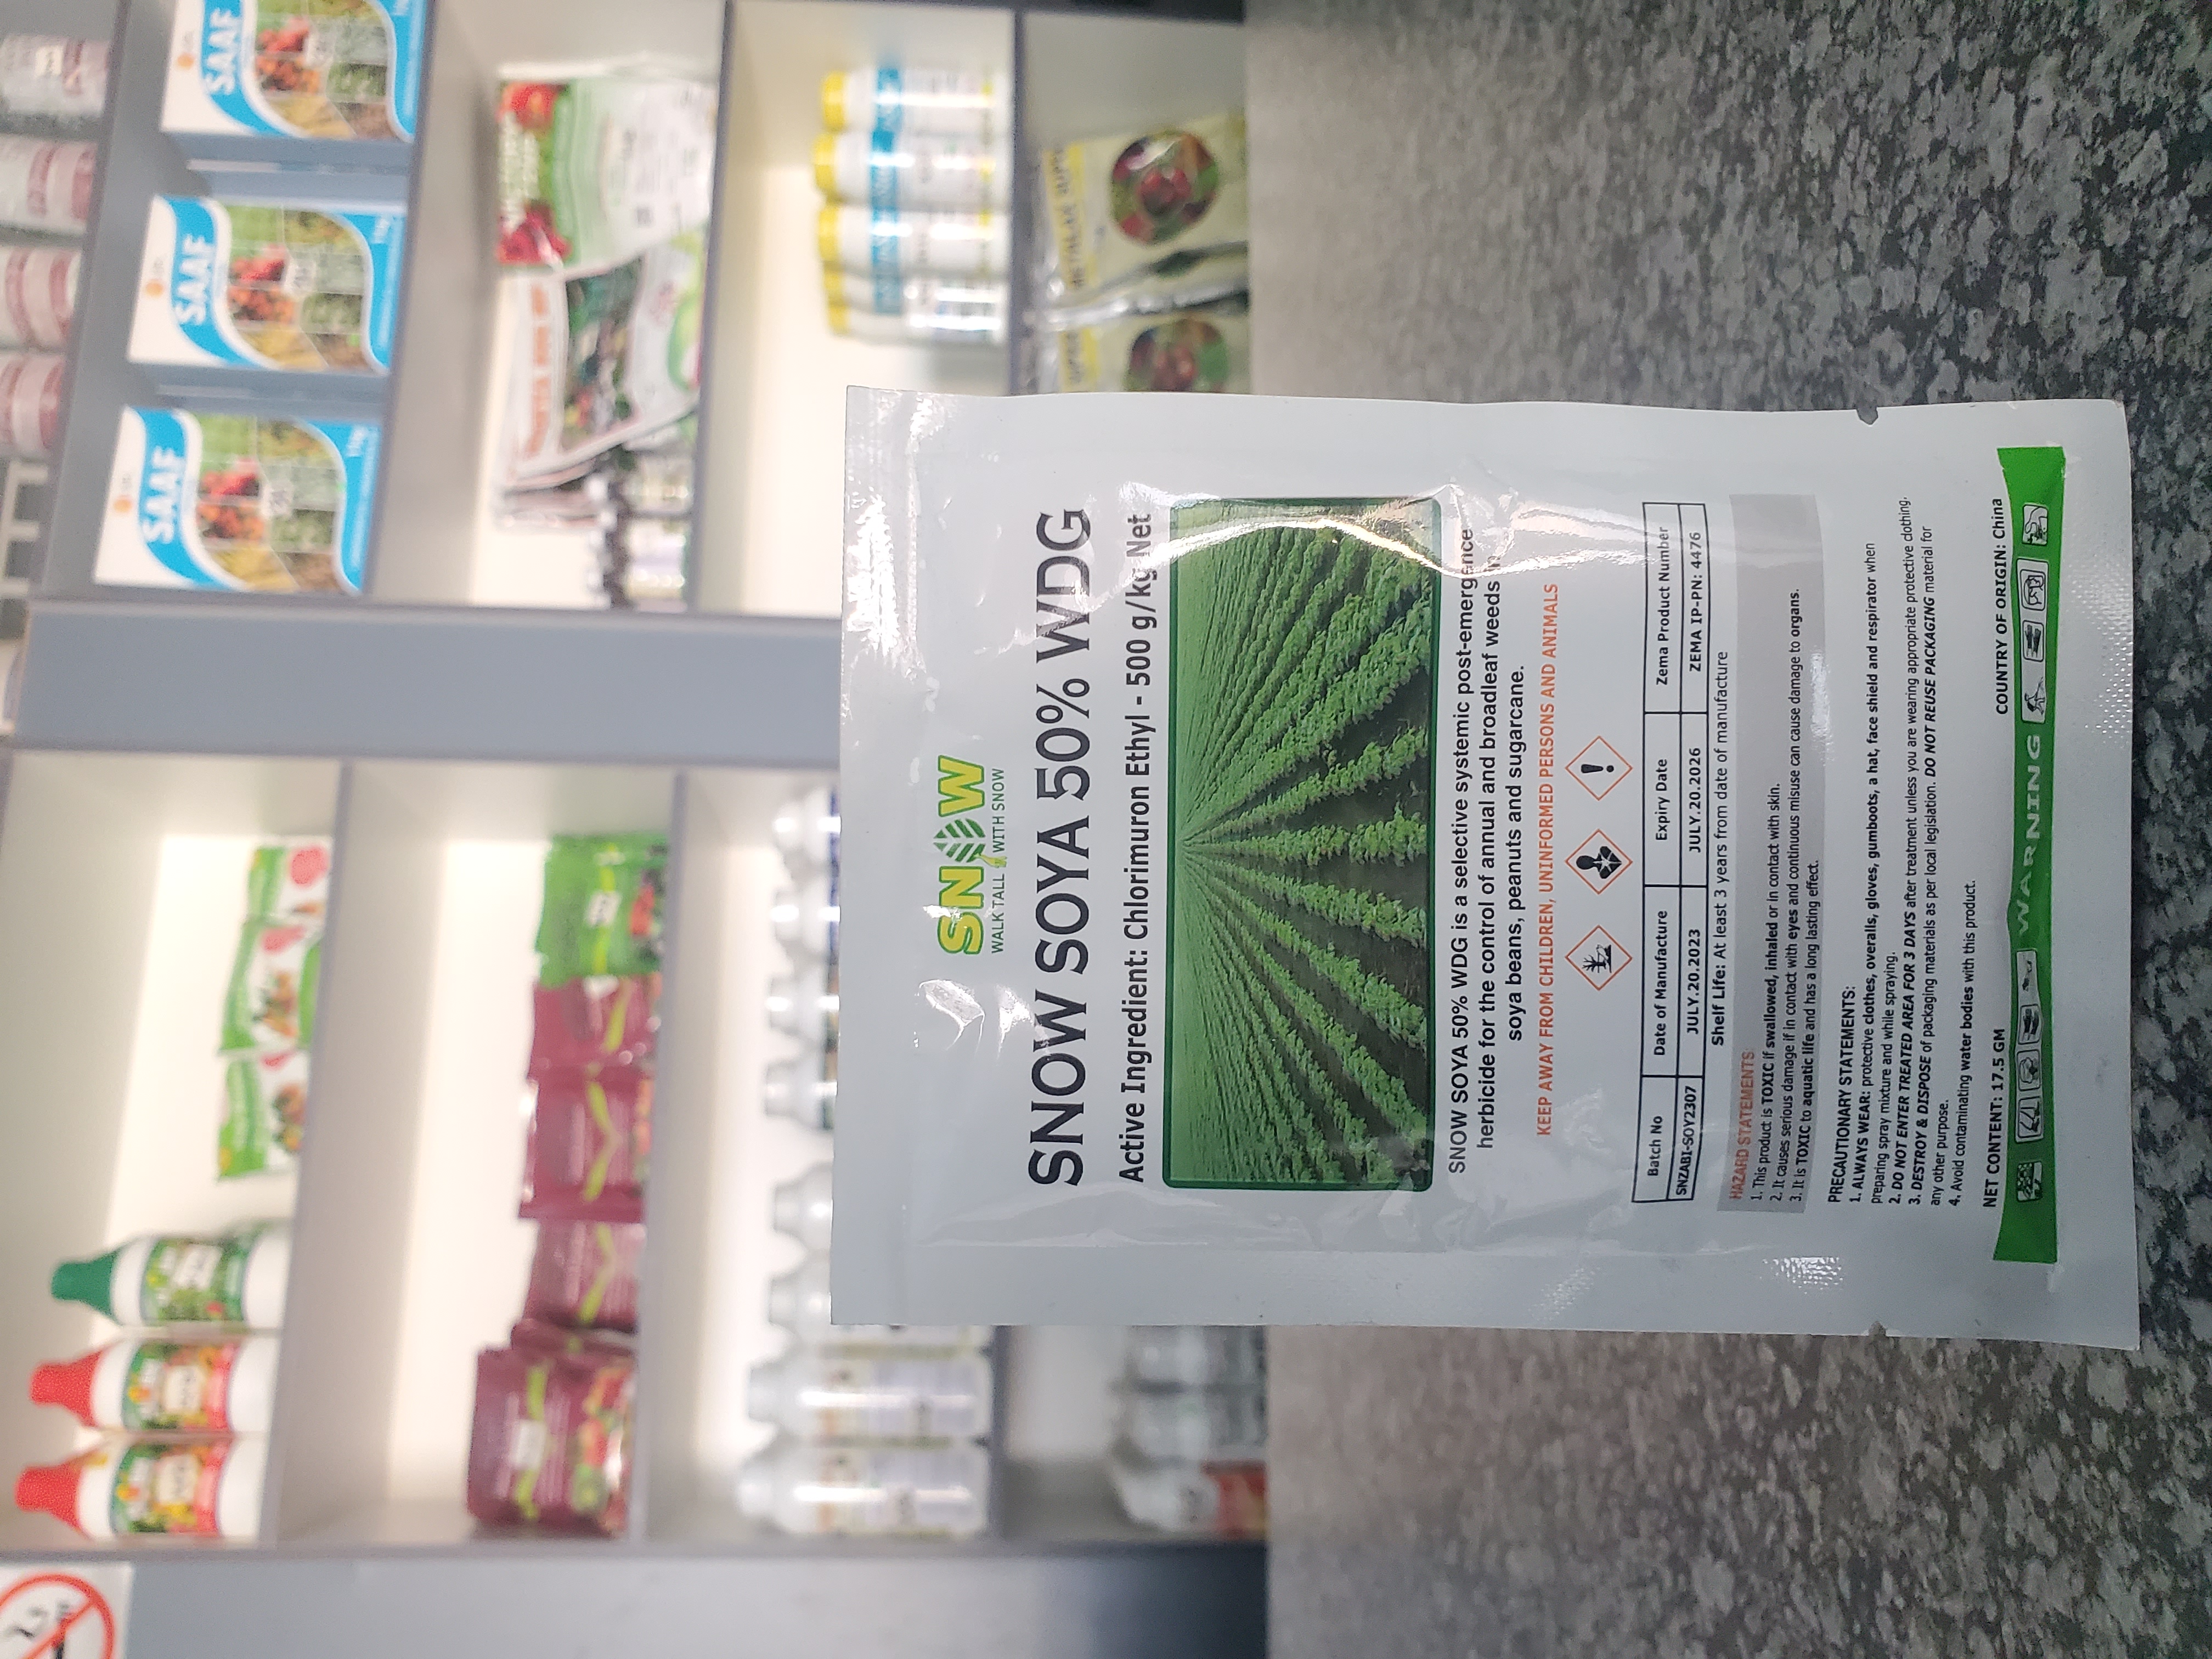 SNOW
WALK TALL WITH SNOW
SNOW SOYA 50% WDG
Active Ingredient: Chlorimuron Ethyl - 500 g/kg Net
SNOW SOYA 50% WDG is a selective systemic post-emergence
herbicide for the control of annual and broadleaf weeds in
soya beans, peanuts and sugarcane.
KEEP AWAY FROM CHILDREN, UNINFORMED PERSONS AND ANIMALS
Batch No Date of Manufacture Expiry Date Zema Product Number
SNZABI-SOY2307 JULY.20.2023 JULY.20.2026 ZEMA IP-PN: 4476
Shelf Life: At least 3 years from date of manufacture
HAZARD STATEMENTS:
1. This product is TOXIC if swallowed, inhaled or in contact with skin.
2. It causes serious damage if in contact with eyes and continuous misuse can cause damage to organs.
3. It is TOXIC to aquatic life and has a long lasting effect.
PRECAUTIONARY STATEMENTS:
1. ALWAYS WEAR: protective clothes, overalls, gloves, gumboots, a hat, face shield and respirator when
preparing spray mixture and while spraying.
2. DO NOT ENTER TREATED AREA FOR 3 DAYS after treatment unless you are wearing appropriate protective clothing.
3. DESTROY & DISPOSE of packaging materials as per local legislation. DO NOT REUSE PACKAGING material for
any other purpose.
4. Avoid contaminating water bodies with this product.
NET CONTENT: 17.5 GM COUNTRY OF ORIGIN: China
WARNING
SAAF
SAAF
SAAF